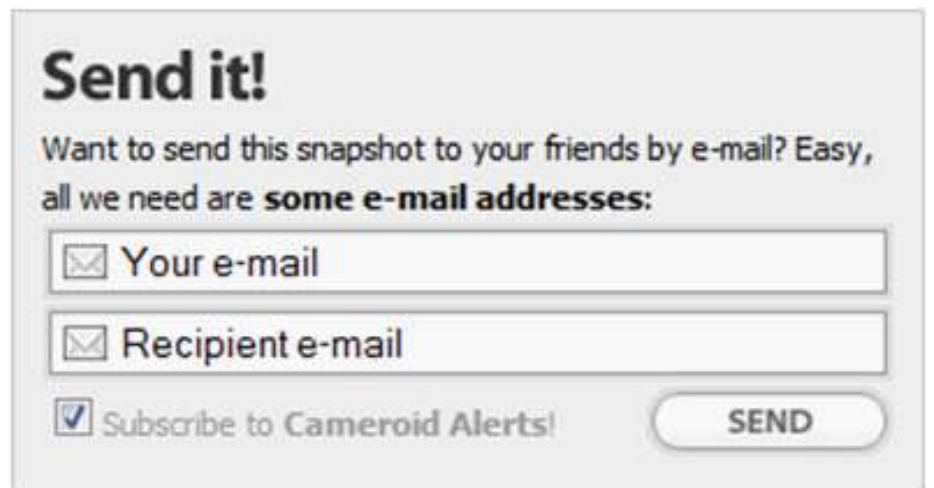 Send it!
Want to send this snapshot to your friends by e-mail? Easy,
all we need are some e-mail addresses:
Your e-mail
Recipient e-mail
Subscribe to Cameroid Alerts!
SEND